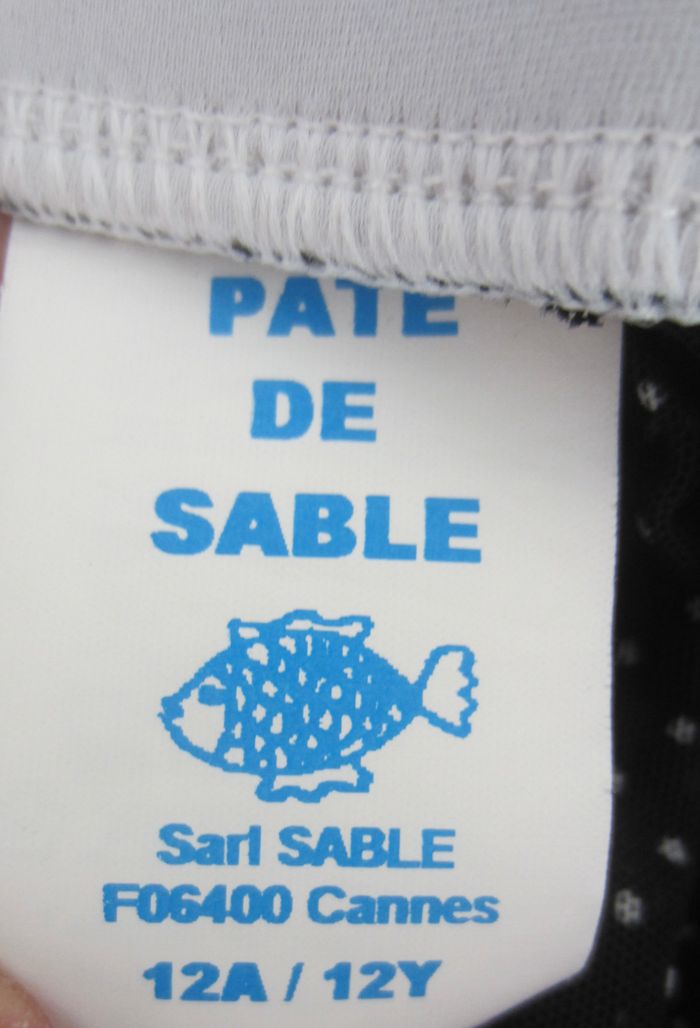 PATE
DE
SABLE
Sarl SABLE
F06400 Cannes
12A / 12Y